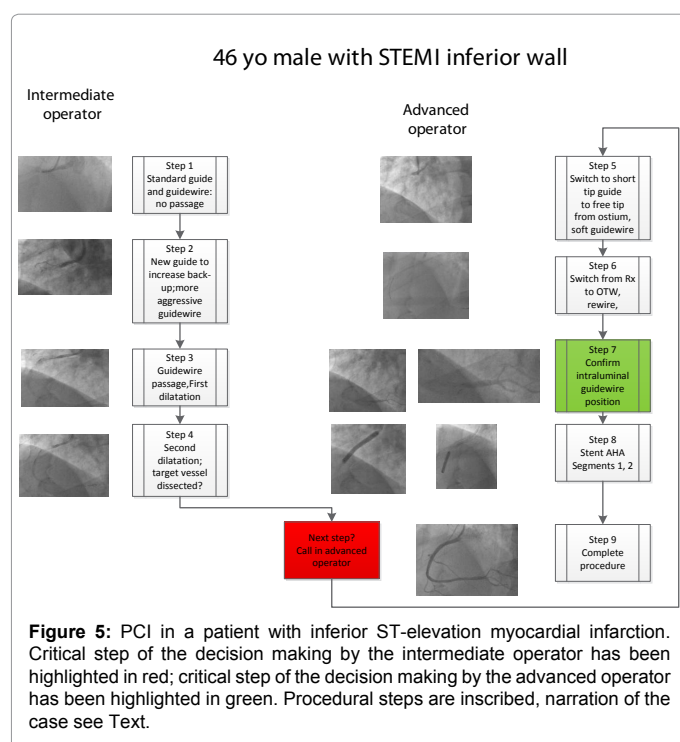 46 yo male with STEMI inferior wall
Intermediate
operator
Step 1
Standard guide
and guidewire:
no passage
Step 2
New guide to
increase back-
up;more
aggressive
guidewire
Step 3
Guidewire
passage,First
dilatation
Step 4
Second
dilatation;
target vessel
dissected?
Next step?
Call in advanced
operator
Advanced
operator
Step 5
Switch to short
tip guide
to free tip
from ostium,
soft guidewire
Step 6
Switch from Rx
to OTW,
rewire,
Step 7
Confirm
intraluminal
guidewire
position
Step 8
Stent AHA
Segments 1, 2
Step 9
Complete
procedure
Figure 5: PCI in a patient with inferior ST-elevation myocardial infarction.
Critical step of the decision making by the intermediate operator has been
highlighted in red; critical step of the decision making by the advanced operator
has been highlighted in green. Procedural steps are inscribed, narration of the
case see Text.